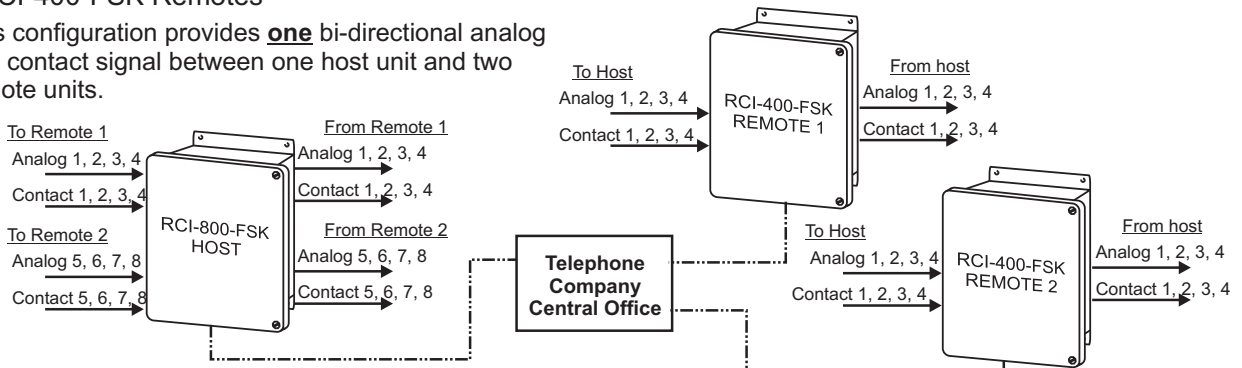 CI-400-FSK Remotes
s configuration provides one bi-directional analog
contact signal between one host unit and two
ote units.
To Remote 1
Analog 1, 2, 3, 4
Contact 1, 2, 3, 4
To Remote 2
Analog 5, 6, 7, 8
Contact 5, 6, 7, 8
RCI-800-FSK
HOST
From Remote 1
Analog 1, 2, 3, 4
Contact 1, 2, 3, 4
From Remote 2
Analog 5, 6, 7, 8
Contact 5, 6, 7, 8
Telephone
Company
Central Office
To Host
Analog 1, 2, 3, 4
Contact 1, 2, 3, 4
RCI-400-FSK
REMOTE 1
From host
Analog 1, 2, 3, 4
Contact 1, 2, 3, 4
To Host
Analog 1, 2, 3, 4
Contact 1, 2, 3, 4
RCI-400-FSK
REMOTE 2
From host
Analog 1, 2, 3, 4
Contact 1, 2, 3, 4